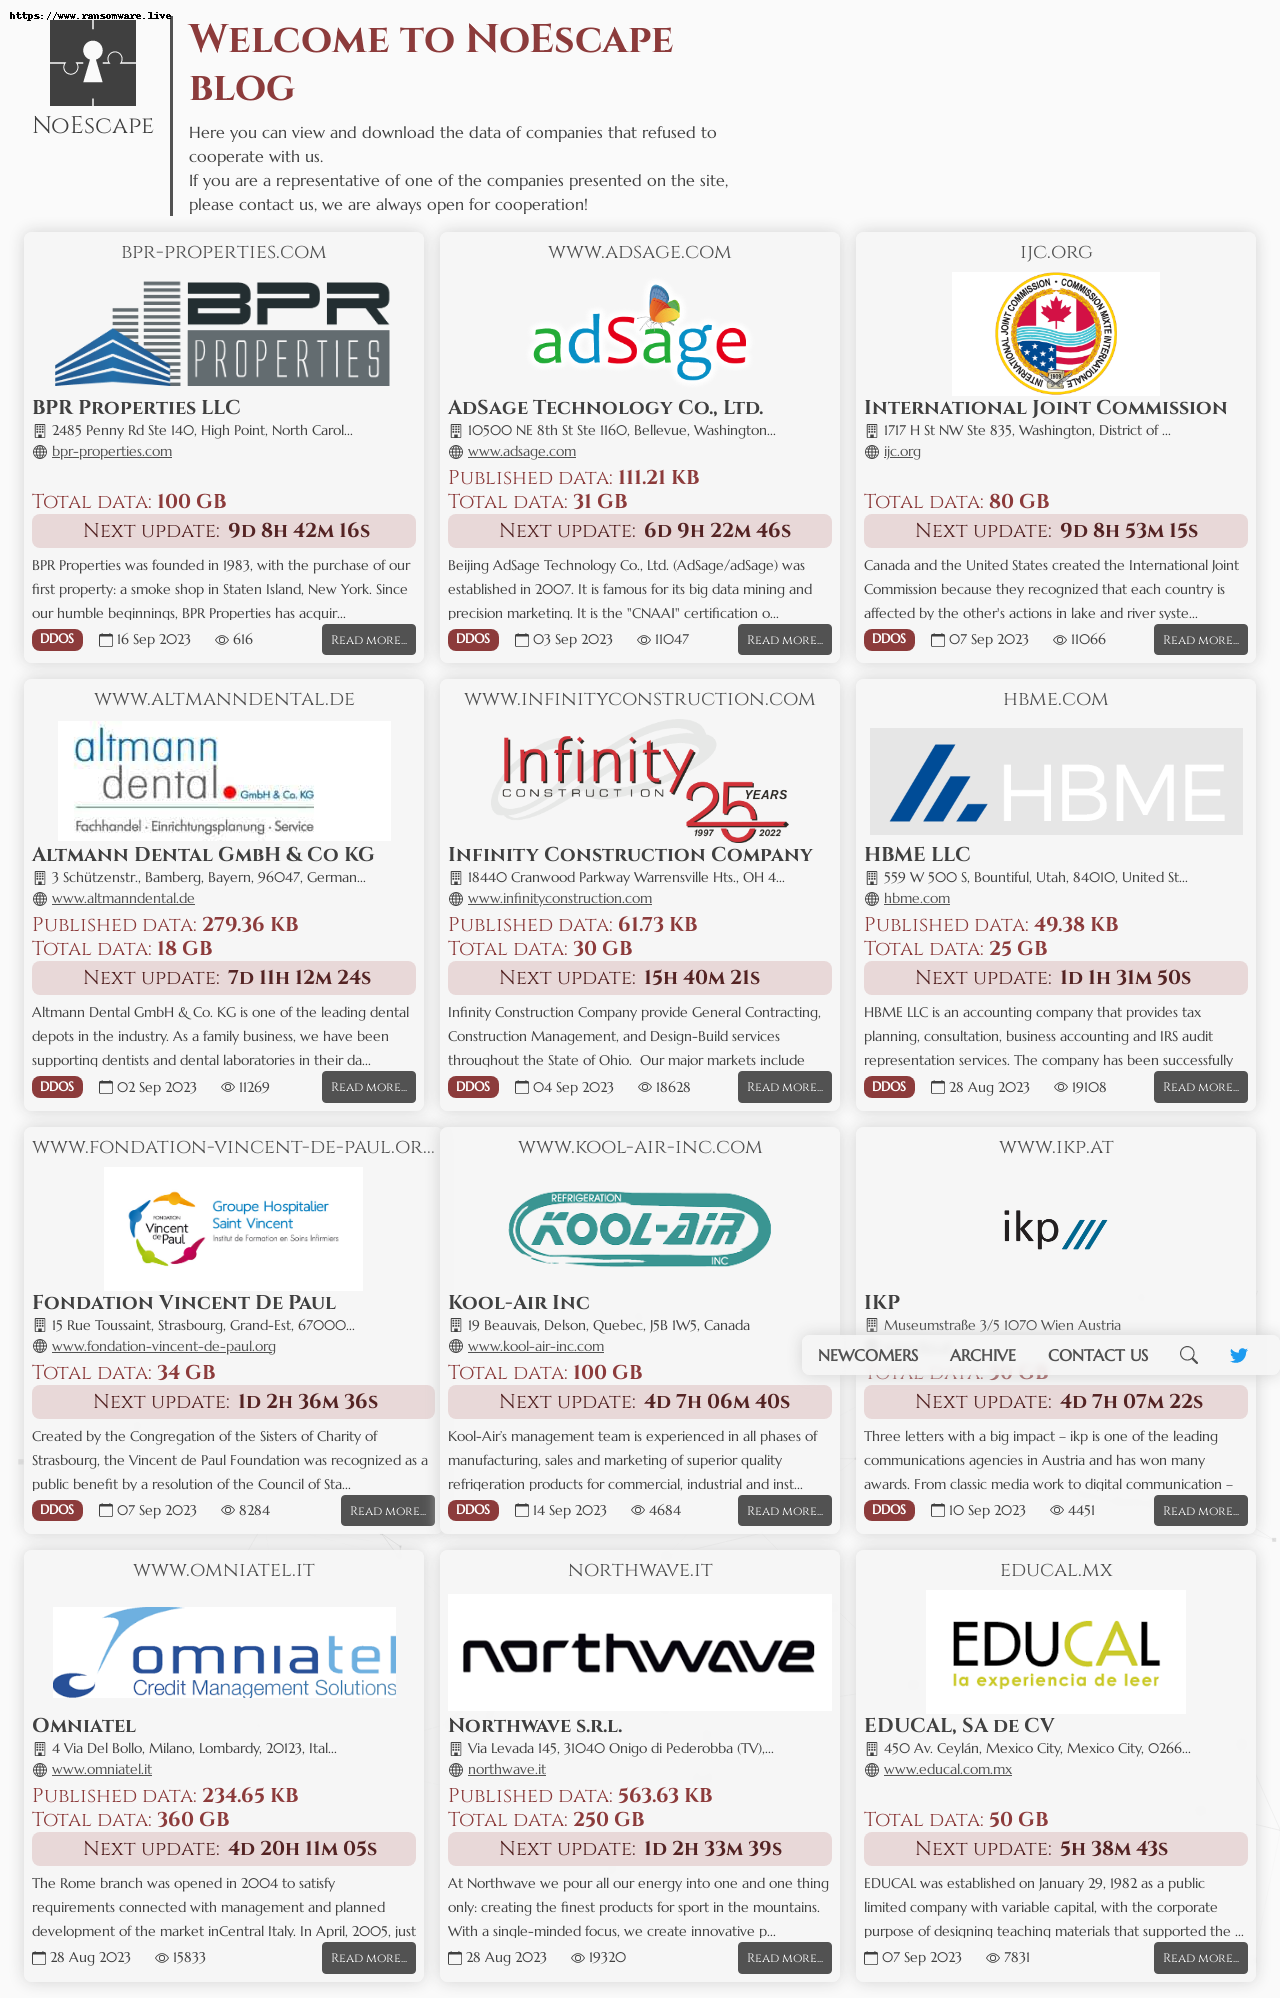 https://www.ransomware.live
NoEscape
Welcome to NoEscape
blog
Here you can view and download the data of companies that refused to
cooperate with us.
If you are a representative of one of the companies presented on the site,
please contact us, we are always open for cooperation!
bpr-properties.com
BPR
PROPERTIES
BPR Properties LLC
2485 Penny Rd Ste 140, High Point, North Carol...
bpr-properties.com
Total data: 100 GB
Next update: 9d 8h 42m 16s
BPR Properties was founded in 1983, with the purchase of our
first property: a smoke shop in Staten Island, New York. Since
our humble beginnings, BPR Properties has acquir...
DDOS 16 Sep 2023 616 Read more...
www.adsage.com
adSage
AdSage Technology Co., Ltd.
10500 NE 8th St Ste 1160, Bellevue, Washington...
www.adsage.com
Published data: 111.21 KB
Total data: 31 GB
Next update: 6d 9h 22m 46s
Beijing AdSage Technology Co., Ltd. (AdSage/adSage) was
established in 2007. It is famous for its big data mining and
precision marketing. It is the "CNAAI" certification o...
DDOS 03 Sep 2023 11047 Read more...
ijc.org
INTERNATIONAL JOINT COMMISSION • COMMISSION MIXTE INTERNATIONALE
1909
International Joint Commission
1717 H St NW Ste 835, Washington, District of ...
ijc.org
Total data: 80 GB
Next update: 9d 8h 53m 15s
Canada and the United States created the International Joint
Commission because they recognized that each country is
affected by the other's actions in lake and river syste...
DDOS 07 Sep 2023 11066 Read more...
www.altmanndental.de
altmann
dental. GmbH & Co. KG
Fachhandel · Einrichtungsplanung · Service
Altmann Dental GmbH & Co KG
3 Schützenstr., Bamberg, Bayern, 96047, German...
www.altmanndental.de
Published data: 279.36 KB
Total data: 18 GB
Next update: 7d 11h 12m 24s
Altmann Dental GmbH & Co. KG is one of the leading dental
depots in the industry. As a family business, we have been
supporting dentists and dental laboratories in their da...
DDOS 02 Sep 2023 11269 Read more...
www.infinityconstruction.com
Infinity
CONSTRUCTION
25 YEARS
1997 2022
Infinity Construction Company
18440 Cranwood Parkway Warrensville Hts., OH 4...
www.infinityconstruction.com
Published data: 61.73 KB
Total data: 30 GB
Next update: 15h 40m 21s
Infinity Construction Company provide General Contracting,
Construction Management, and Design-Build services
throughout the State of Ohio. Our major markets include
DDOS 04 Sep 2023 18628 Read more...
hbme.com
HBME
HBME LLC
559 W 500 S, Bountiful, Utah, 84010, United St...
hbme.com
Published data: 49.38 KB
Total data: 25 GB
Next update: 1d 1h 31m 50s
HBME LLC is an accounting company that provides tax
planning, consultation, business accounting and IRS audit
representation services. The company has been successfully
DDOS 28 Aug 2023 19108 Read more...
www.fondation-vincent-de-paul.or...
FONDATION
Vincent
de Paul
Groupe Hospitalier
Saint Vincent
Institut de Formation en Soins Infirmiers
Fondation Vincent De Paul
15 Rue Toussaint, Strasbourg, Grand-Est, 67000...
www.fondation-vincent-de-paul.org
Total data: 34 GB
Next update: 1d 2h 36m 36s
Created by the Congregation of the Sisters of Charity of
Strasbourg, the Vincent de Paul Foundation was recognized as a
public benefit by a resolution of the Council of Sta...
DDOS 07 Sep 2023 8284 Read more...
www.kool-air-inc.com
REFRIGERATION
KOOL-AIR
INC
Kool-Air Inc
19 Beauvais, Delson, Quebec, J5B 1W5, Canada
www.kool-air-inc.com
Total data: 100 GB
Next update: 4d 7h 06m 40s
Kool-Air's management team is experienced in all phases of
manufacturing, sales and marketing of superior quality
refrigeration products for commercial, industrial and inst...
DDOS 14 Sep 2023 4684 Read more...
www.ikp.at
ikp
IKP
Museumstraße 3/5 1070 Wien Austria
NEWCOMERS ARCHIVE CONTACT US
Next update: 4d 7h 07m 22s
Three letters with a big impact – ikp is one of the leading
communications agencies in Austria and has won many
awards. From classic media work to digital communication –
DDOS 10 Sep 2023 4451 Read more...
www.omniatel.it
omniatel
Credit Management Solutions
Omniatel
4 Via Del Bollo, Milano, Lombardy, 20123, Ital...
www.omniatel.it
Published data: 234.65 KB
Total data: 360 GB
Next update: 4d 20h 11m 05s
The Rome branch was opened in 2004 to satisfy
requirements connected with management and planned
development of the market inCentral Italy. In April, 2005, just
28 Aug 2023 15833 Read more...
northwave.it
northwave
Northwave s.r.l.
Via Levada 145, 31040 Onigo di Pederobba (TV),...
northwave.it
Published data: 563.63 KB
Total data: 250 GB
Next update: 1d 2h 33m 39s
At Northwave we pour all our energy into one and one thing
only: creating the finest products for sport in the mountains.
With a single-minded focus, we create innovative p...
28 Aug 2023 19320 Read more...
educal.mx
EDUCAL
la experiencia de leer
EDUCAL, SA de CV
450 Av. Ceylán, Mexico City, Mexico City, 0266...
www.educal.com.mx
Total data: 50 GB
Next update: 5h 38m 43s
EDUCAL was established on January 29, 1982 as a public
limited company with variable capital, with the corporate
purpose of designing teaching materials that supported the ...
07 Sep 2023 7831 Read more...